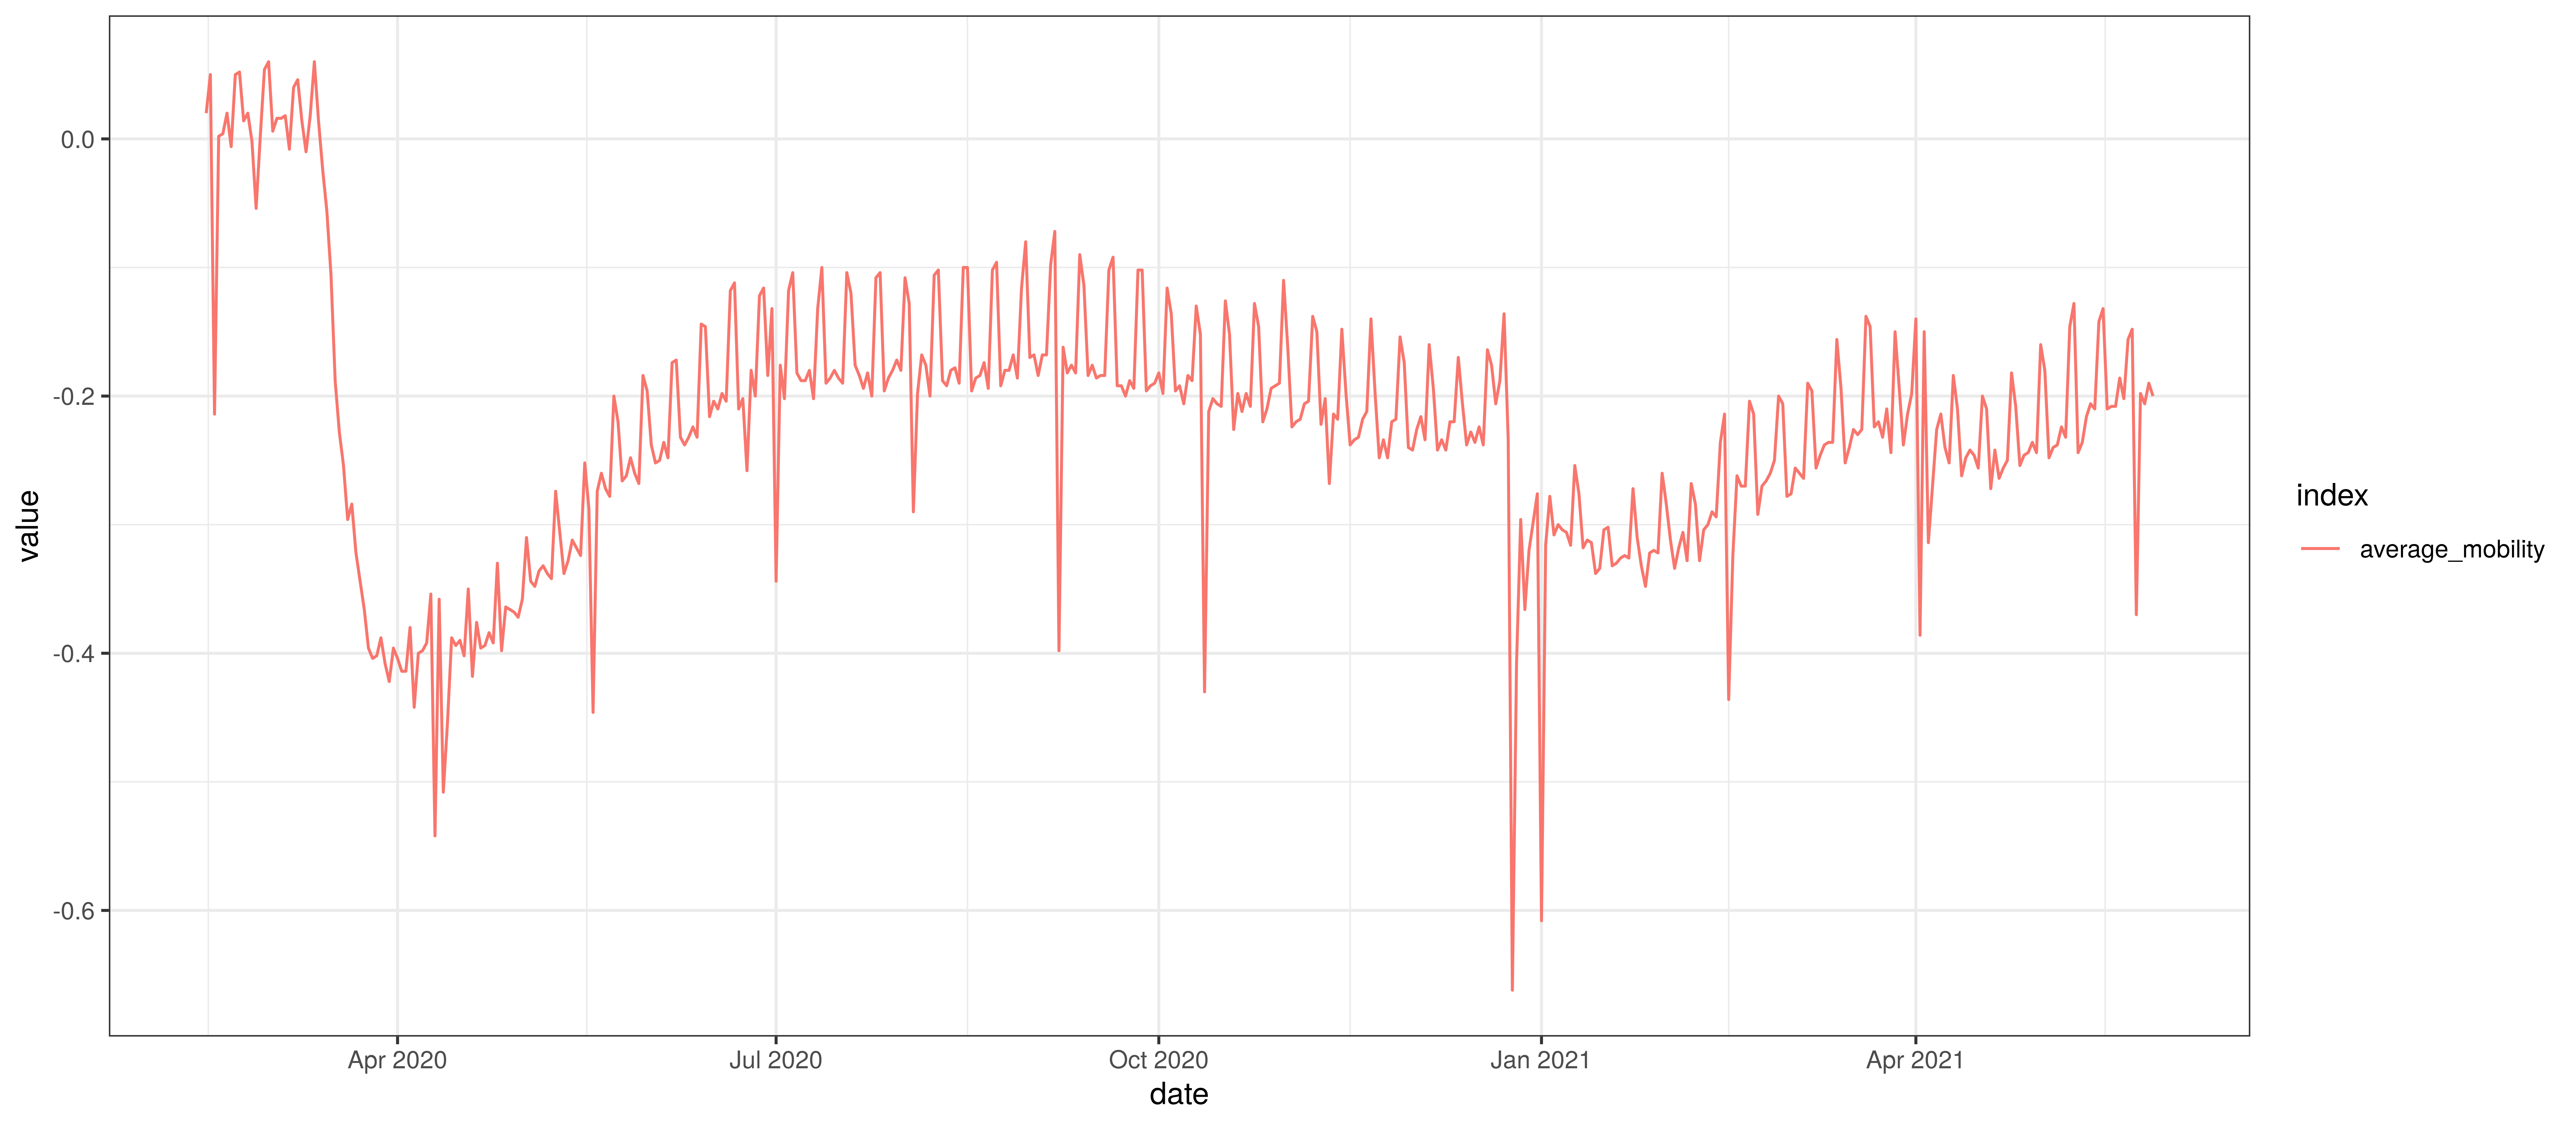 0.0
-0.2
-0.4
-0.6
value
Apr 2020
Jul 2020
Oct 2020
Jan 2021
Apr 2021
date
index
average_mobility